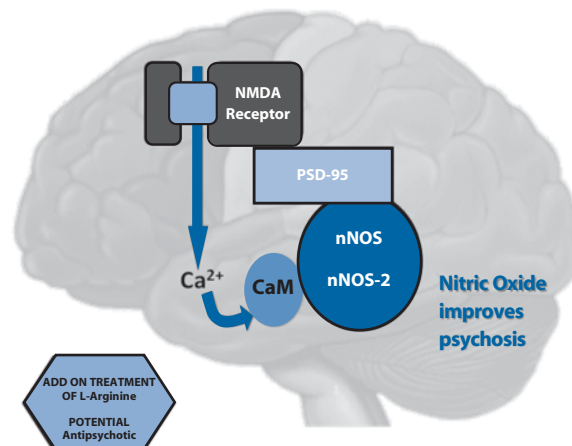 NMDA
Receptor
PSD-95
nNOS
nNOS-2
Ca²⁺
CaM
Nitric Oxide
improves
psychosis
ADD ON TREATMENT
OF L-Arginine
POTENTIAL
Antipsychotic